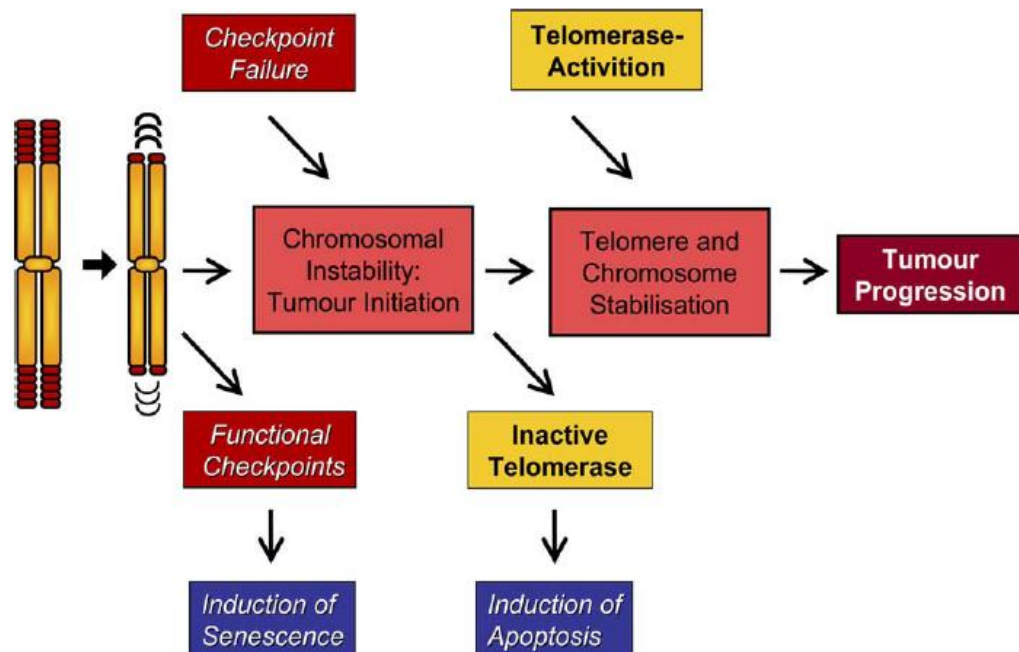 Checkpoint
Failure
Telomerase-
Activition
Chromosomal
Instability:
Tumour Initiation
Telomere and
Chromosome
Stabilisation
Tumour
Progression
Functional
Checkpoints
Inactive
Telomerase
Induction of
Senescence
Induction of
Apoptosis